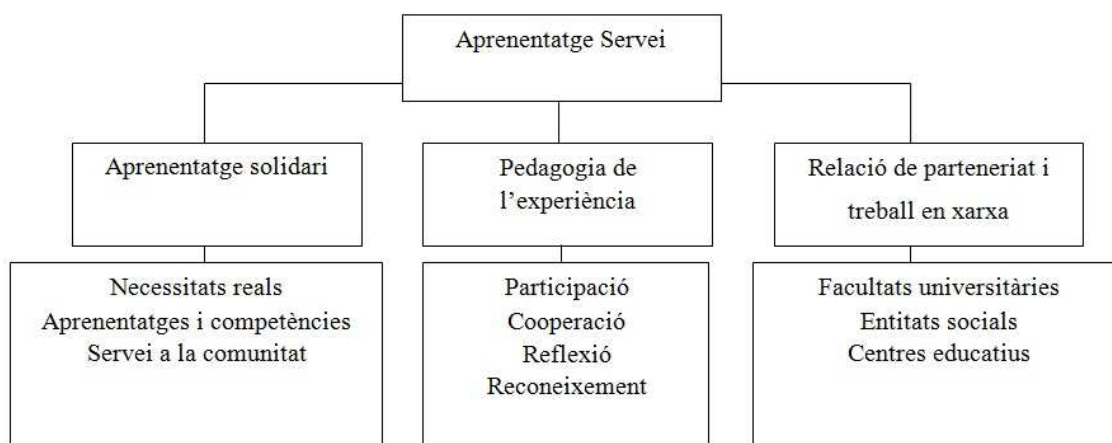 Aprenentatge Servei
Aprenentatge solidari
Pedagogia de
l’experiència
Relació de parteneriat i
treball en xarxa
Necessitats reals
Aprenentatges i competències
Servei a la comunitat
Participació
Cooperació
Reflexió
Reconeixement
Facultats universitàries
Entitats socials
Centres educatius